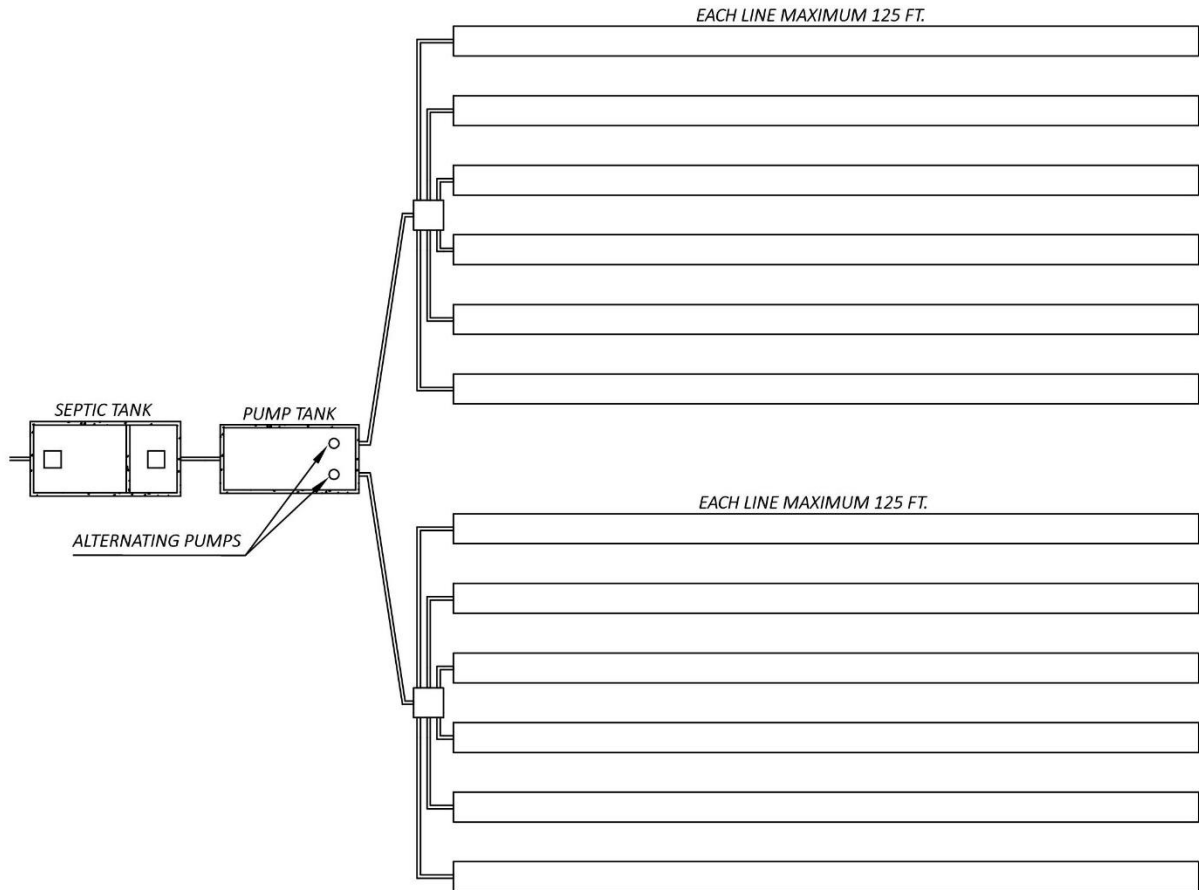 EACH LINE MAXIMUM 125 FT.
SEPTIC TANK
PUMP TANK
ALTERNATING PUMPS
EACH LINE MAXIMUM 125 FT.